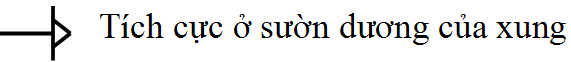 Tích cực ở sườn dương của xung